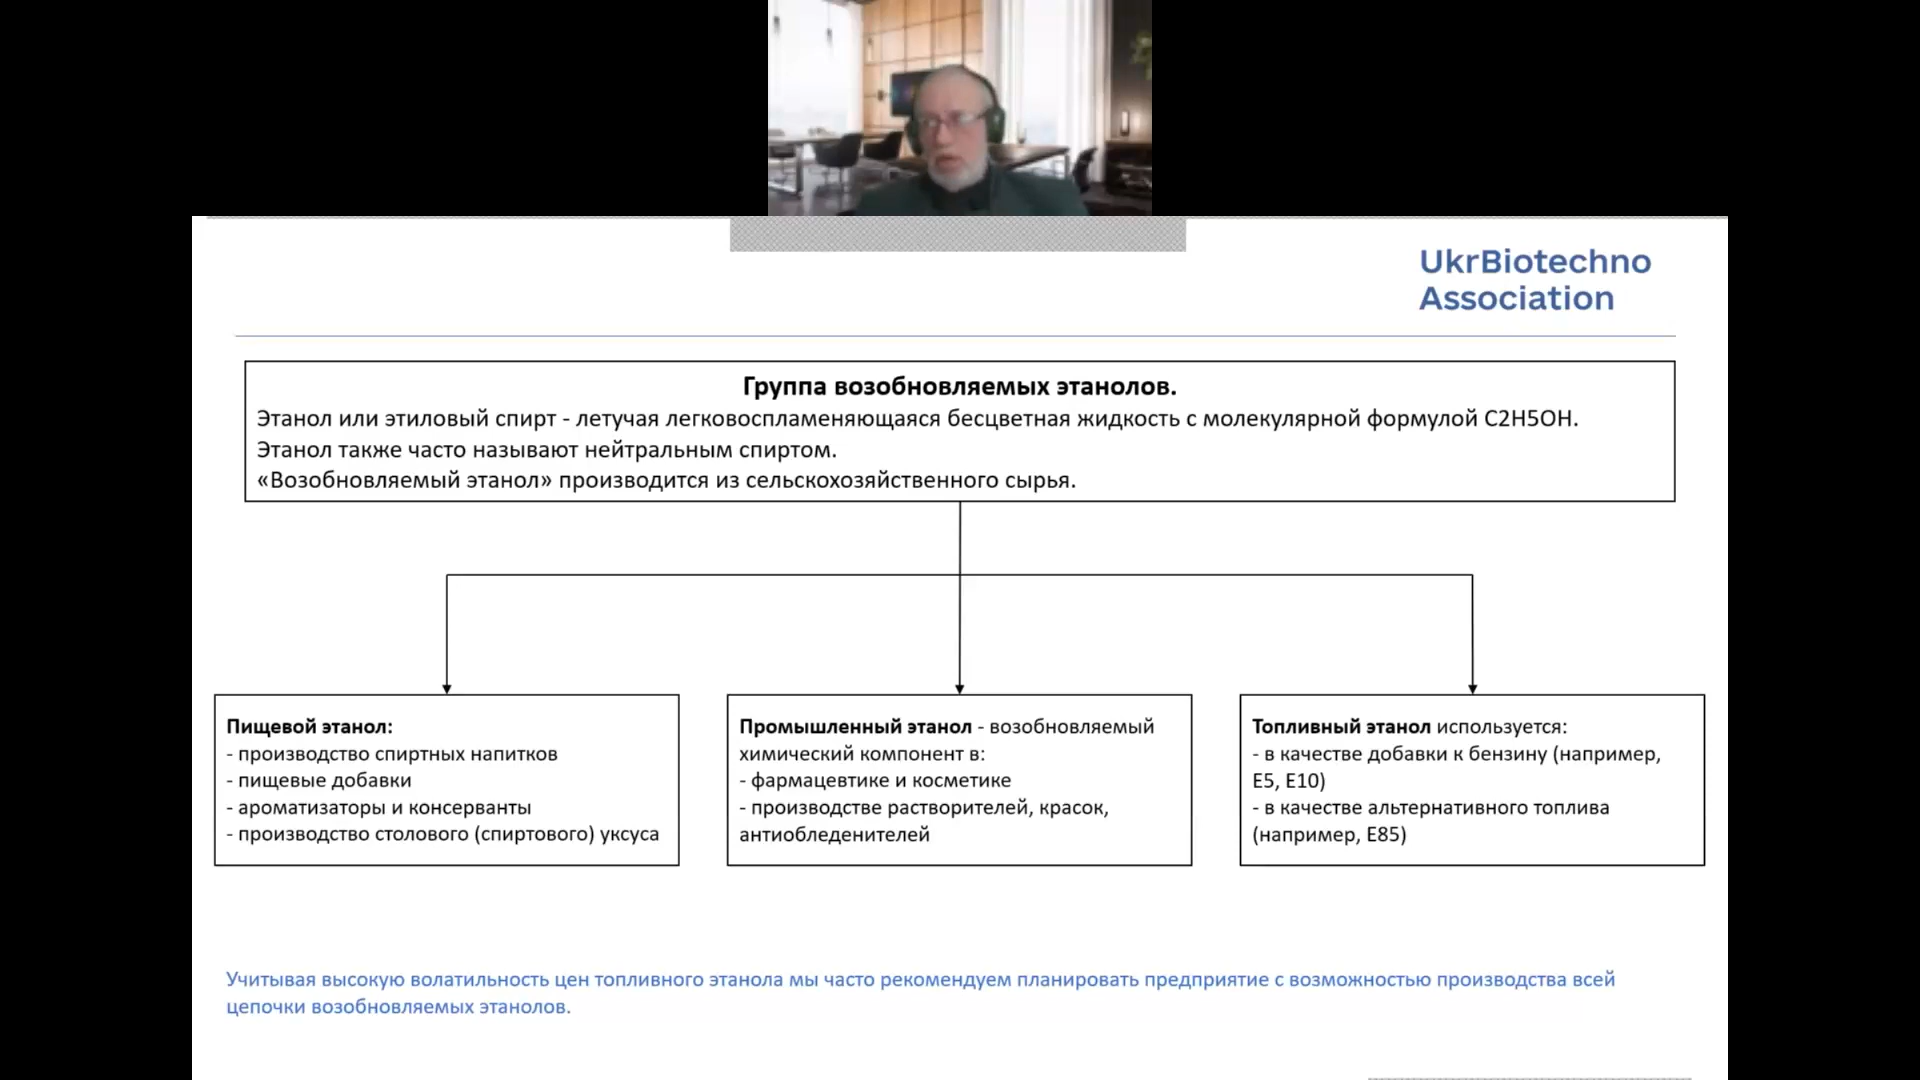 UkrBiotechno
Association
Группа возобновляемых этанолов.
Этанол или этиловый спирт - летучая легковоспламеняющаяся бесцветная жидкость с молекулярной формулой C2H5OH.
Этанол также часто называют нейтральным спиртом.
«Возобновляемый этанол» производится из сельскохозяйственного сырья.
Пищевой этанол:
- производство спиртных напитков
- пищевые добавки
- ароматизаторы и консерванты
- производство столового (спиртового) уксуса
Промышленный этанол - возобновляемый
химический компонент в:
- фармацевтике и косметике
- производстве растворителей, красок,
антиобледенителей
Топливный этанол используется:
- в качестве добавки к бензину (например,
E5, E10)
- в качестве альтернативного топлива
(например, E85)
Учитывая высокую волатильность цен топливного этанола мы часто рекомендуем планировать предприятие с возможностью производства всей
цепочки возобновляемых этанолов.